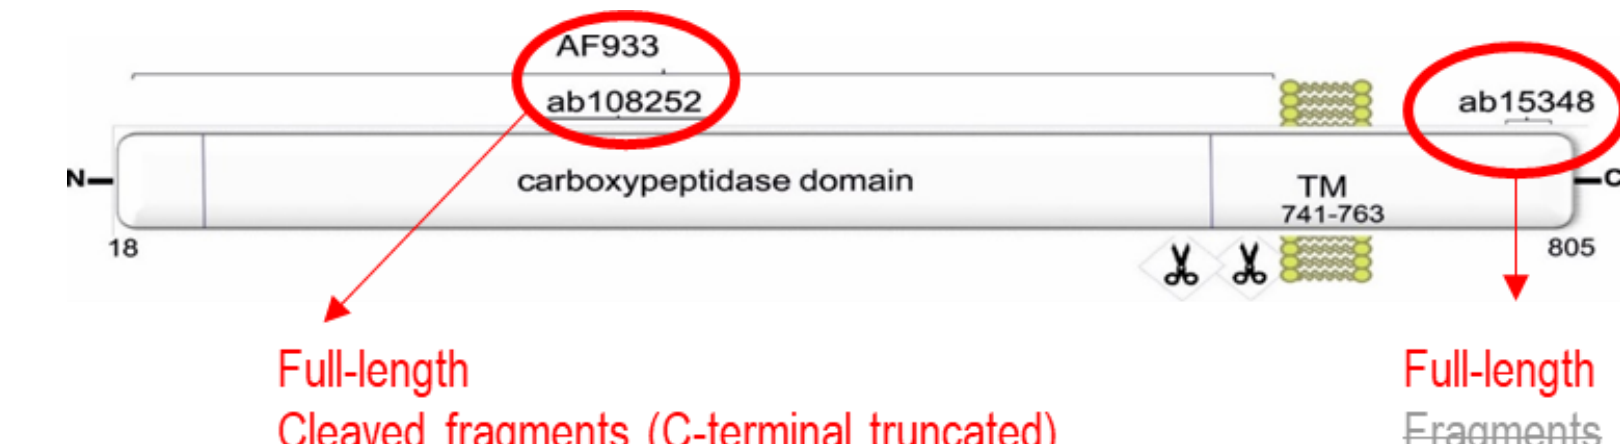 AF933
ab108252
ab15348
N
carboxypeptidase domain
TM
741-763
C
18
805
Full-length
Cleaved fragments (C-terminal truncated)
Full-length
Fragments